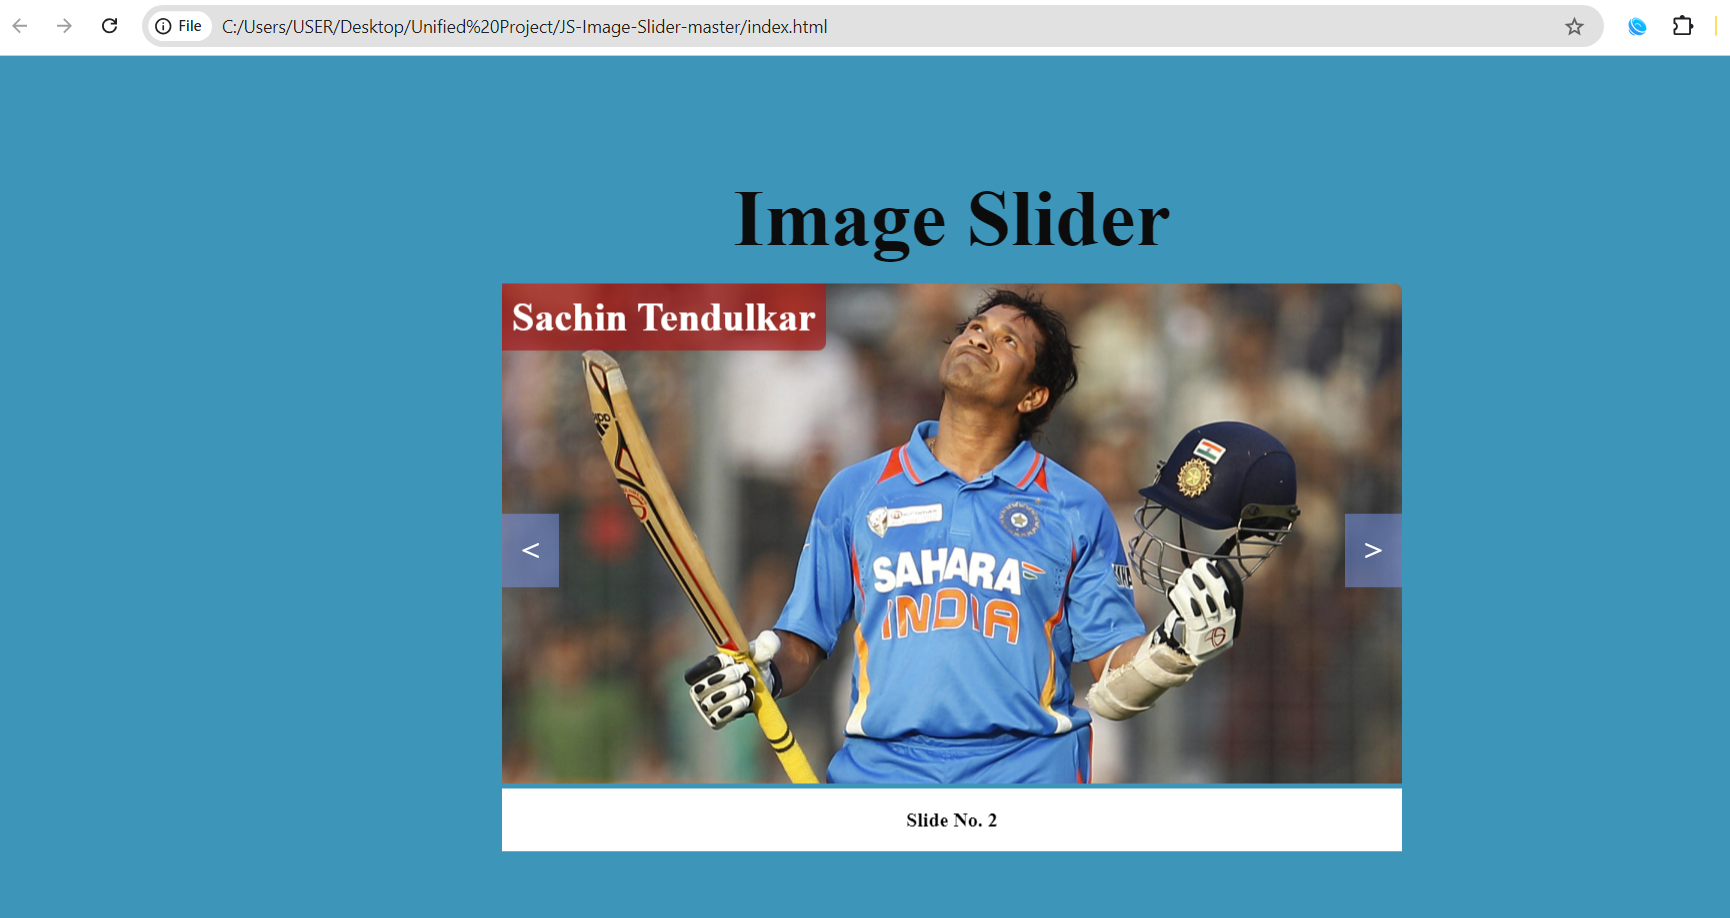 File C:/Users/USER/Desktop/Unified%20Project/JS-Image-Slider-master/index.html
Image Slider
Sachin Tendulkar
SAHARA
INDIA
<
>
Slide No. 2